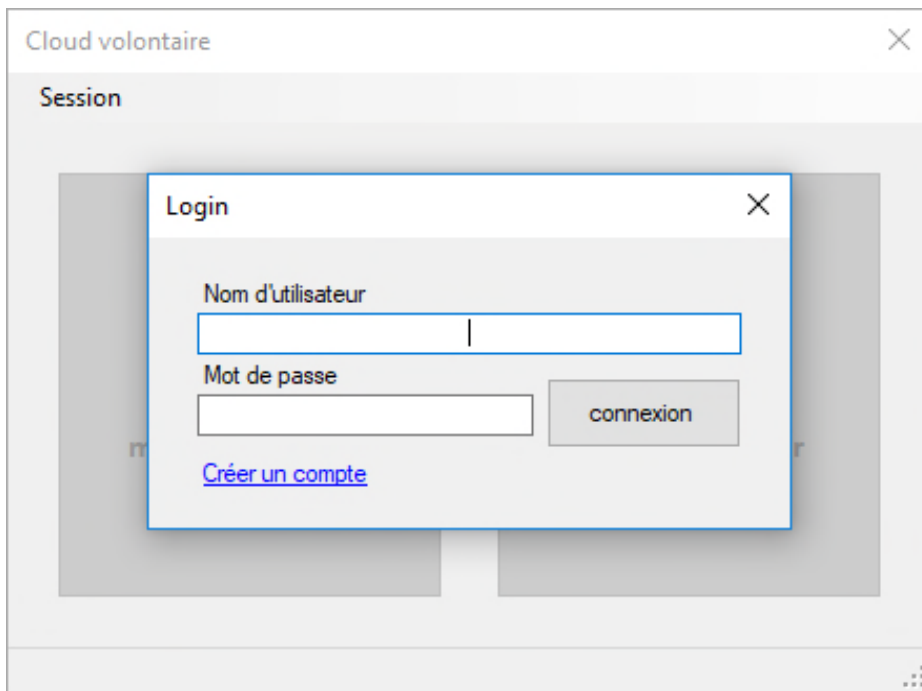 Cloud volontaire
Session
Login
Nom d'utilisateur
Mot de passe
connexion
Créer un compte